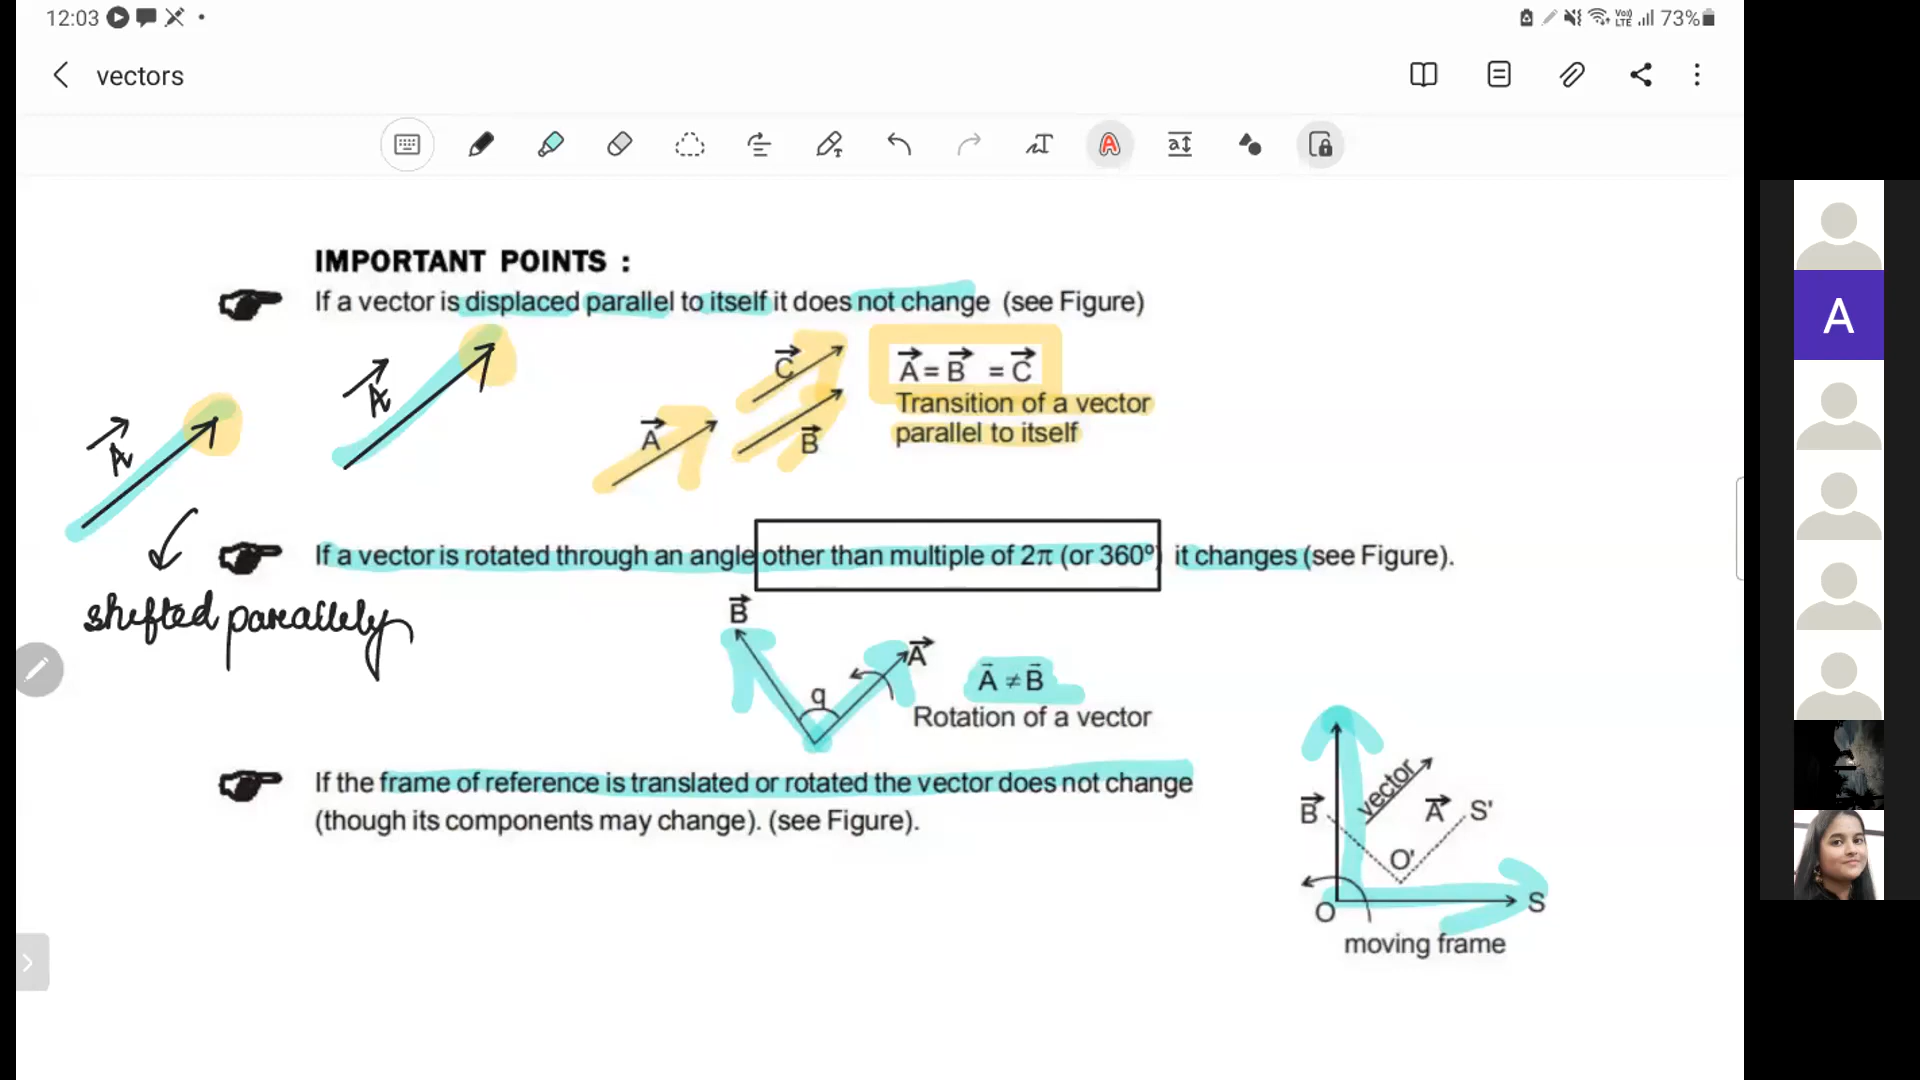 12:03
Vo))
LTE
73%
vectors
T
A
a
IMPORTANT POINTS :
If a vector is displaced parallel to itself it does not change (see Figure)
A
A
A
B
C
A = B = C
Transition of a vector
parallel to itself
If a vector is rotated through an angle other than multiple of 2π (or 360º) it changes (see Figure).
shifted parallely
B
A
q
A ≠ B
Rotation of a vector
If the frame of reference is translated or rotated the vector does not change
(though its components may change). (see Figure).
B
vector
A
S'
O'
O
S
moving frame
A